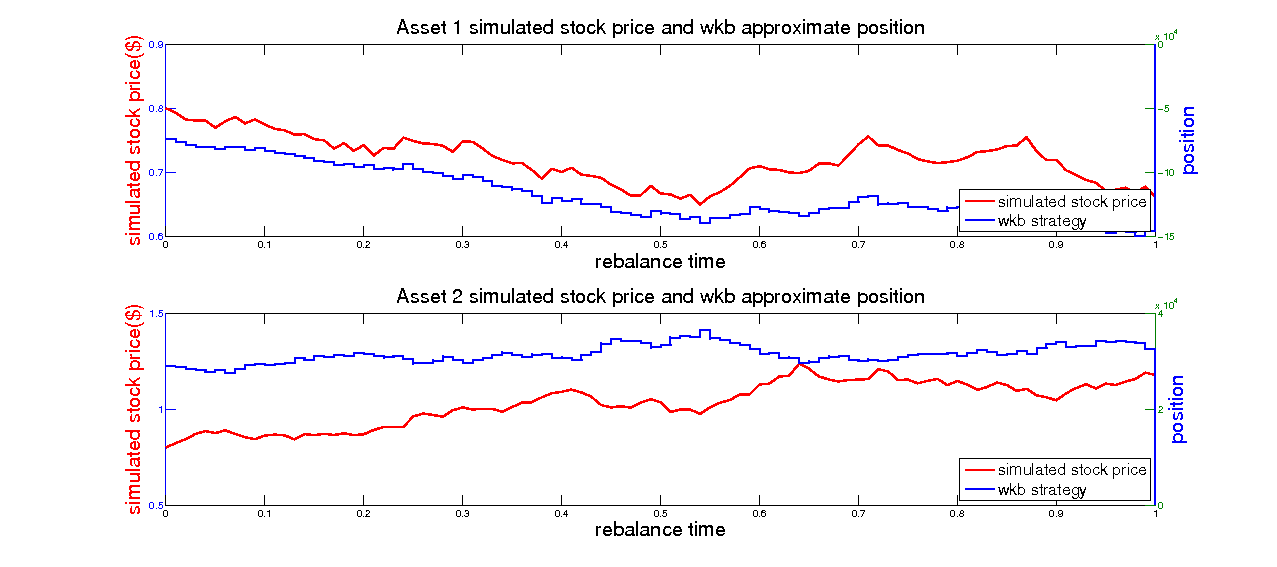 Asset 1 simulated stock price and wkb approximate position
simulated stock price($)
0.9
0.8
0.7
0.6
x 10^4
0
-5
-10
-15
position
simulated stock price
wkb strategy
0 0.1 0.2 0.3 0.4 0.5 0.6 0.7 0.8 0.9 1
rebalance time
Asset 2 simulated stock price and wkb approximate position
simulated stock price($)
1.5
1
0.5
x 10^4
4
2
0
position
simulated stock price
wkb strategy
0 0.1 0.2 0.3 0.4 0.5 0.6 0.7 0.8 0.9 1
rebalance time